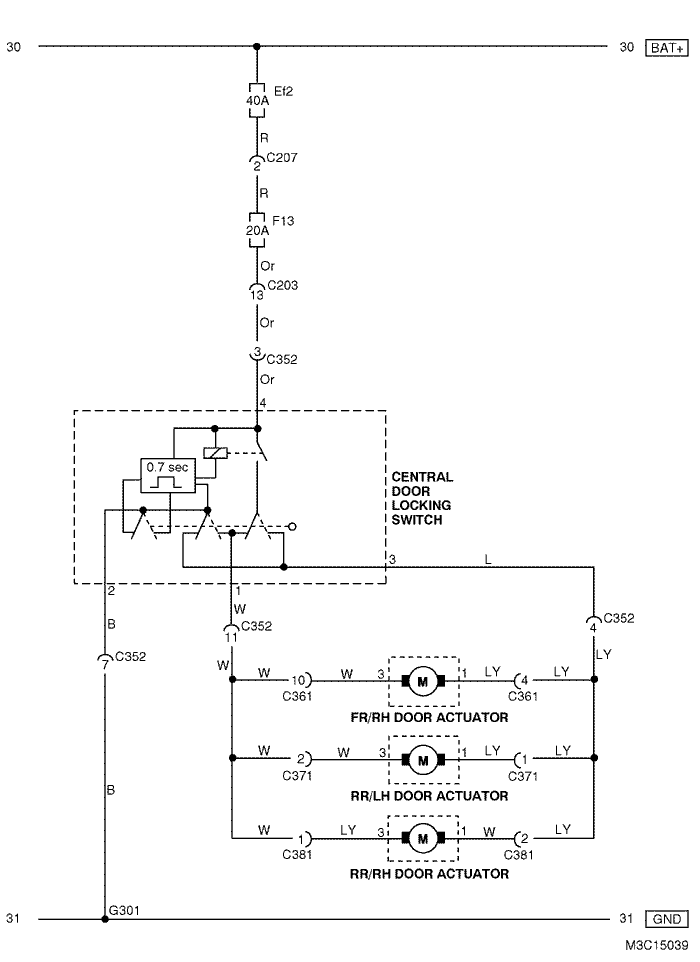 30
30 BAT+
Ef2
40A
R
C207
2
R
F13
20A
Or
C203
13
Or
3
C352
Or
4
0.7 sec
CENTRAL
DOOR
LOCKING
SWITCH
3 L
2
1
W
B
C352
11
C352
4
C352
7
W
LY
W 10 W 3 M 1 LY 4 LY
C361
C361
FR/RH DOOR ACTUATOR
W 2 W 3 M 1 LY 1 LY
C371
C371
RR/LH DOOR ACTUATOR
B
W 1 LY 3 M 1 W 2 LY
C381
C381
RR/RH DOOR ACTUATOR
G301
31
31 GND
M3C15039